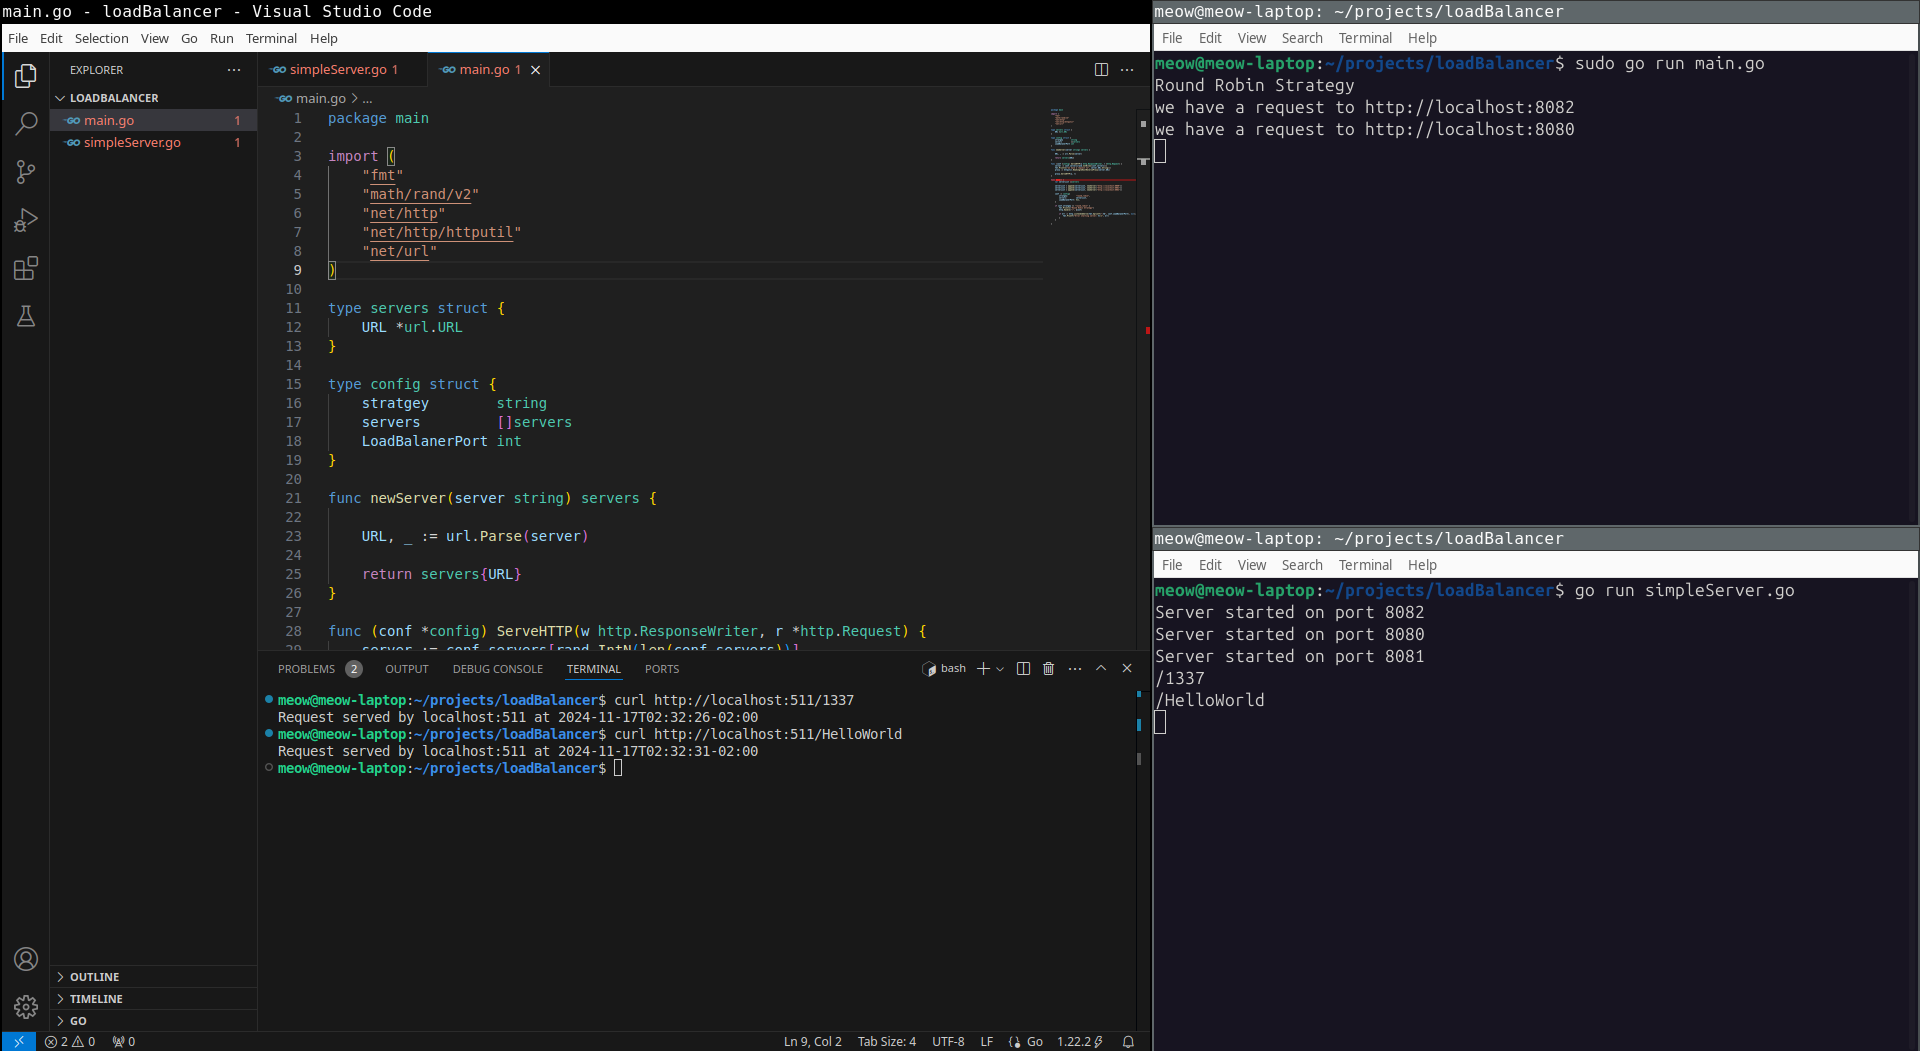 main.go - loadBalancer - Visual Studio Code
File Edit Selection View Go Run Terminal Help
EXPLORER
LOADBALANCER
main.go 1
simpleServer.go 1
OUTLINE
TIMELINE
GO
simpleServer.go 1 main.go 1
main.go > ...
1 package main
2
3 import (
4 "fmt"
5 "math/rand/v2"
6 "net/http"
7 "net/http/httputil"
8 "net/url"
9 )
10
11 type servers struct {
12 URL *url.URL
13 }
14
15 type config struct {
16 stratgey string
17 servers []servers
18 LoadBalanerPort int
19 }
20
21 func newServer(server string) servers {
22
23 URL, _ := url.Parse(server)
24
25 return servers{URL}
26 }
27
28 func (conf *config) ServeHTTP(w http.ResponseWriter, r *http.Request) {
29 server := conf.servers[rand.IntN(len(conf.servers))]
PROBLEMS 2 OUTPUT DEBUG CONSOLE TERMINAL PORTS bash
meow@meow-laptop:~/projects/loadBalancer$ curl http://localhost:511/1337
Request served by localhost:511 at 2024-11-17T02:32:26-02:00
meow@meow-laptop:~/projects/loadBalancer$ curl http://localhost:511/HelloWorld
Request served by localhost:511 at 2024-11-17T02:32:31-02:00
meow@meow-laptop:~/projects/loadBalancer$
2 0 0 Ln 9, Col 2 Tab Size: 4 UTF-8 LF Go 1.22.2
meow@meow-laptop: ~/projects/loadBalancer
File Edit View Search Terminal Help
meow@meow-laptop:~/projects/loadBalancer$ sudo go run main.go
Round Robin Strategy
we have a request to http://localhost:8082
we have a request to http://localhost:8080
meow@meow-laptop: ~/projects/loadBalancer
File Edit View Search Terminal Help
meow@meow-laptop:~/projects/loadBalancer$ go run simpleServer.go
Server started on port 8082
Server started on port 8080
Server started on port 8081
/1337
/HelloWorld